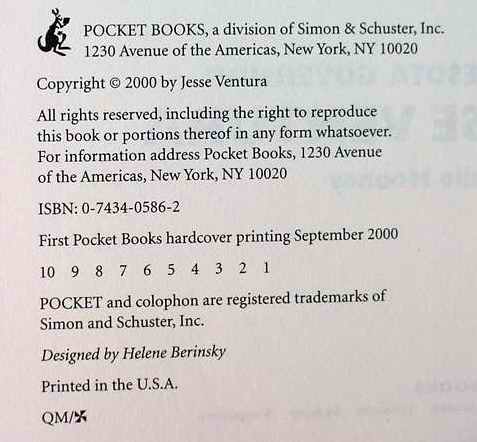 POCKET BOOKS, a division of Simon & Schuster, Inc.
1230 Avenue of the Americas, New York, NY 10020
Copyright © 2000 by Jesse Ventura
All rights reserved, including the right to reproduce
this book or portions thereof in any form whatsoever.
For information address Pocket Books, 1230 Avenue
of the Americas, New York, NY 10020
ISBN: 0-7434-0586-2
First Pocket Books hardcover printing September 2000
10 9 8 7 6 5 4 3 2 1
POCKET and colophon are registered trademarks of
Simon and Schuster, Inc.
Designed by Helene Berinsky
Printed in the U.S.A.
QM/